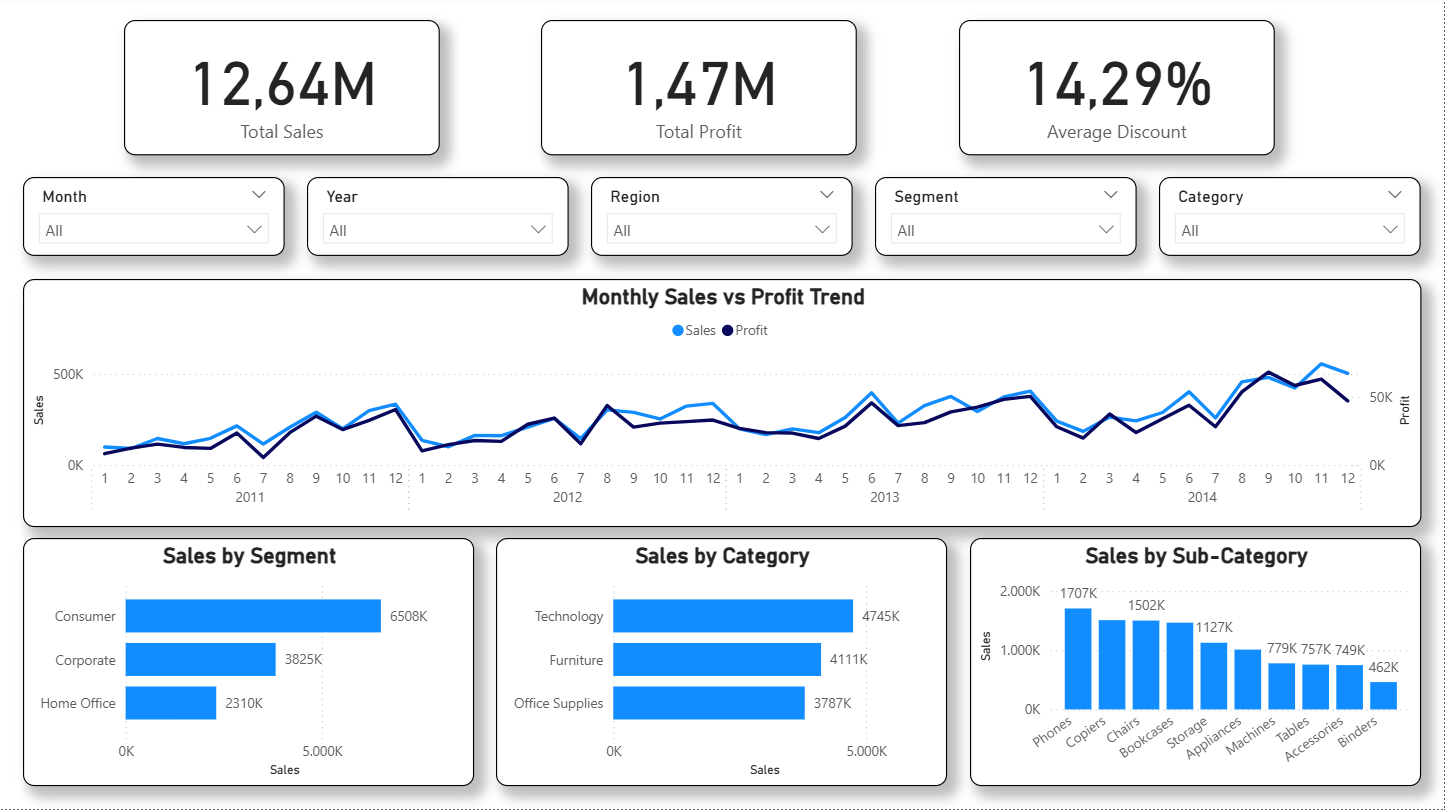 12,64M
Total Sales
1,47M
Total Profit
14,29%
Average Discount
Month
All
Year
All
Region
All
Segment
All
Category
All
Monthly Sales vs Profit Trend
Sales Profit
500K
0K
Sales
50K
0K
Profit
1 2 3 4 5 6 7 8 9 10 11 12 1 2 3 4 5 6 7 8 9 10 11 12 1 2 3 4 5 6 7 8 9 10 11 12 1 2 3 4 5 6 7 8 9 10 11 12
2011 2012 2013 2014
Sales by Segment
Consumer 6508K
Corporate 3825K
Home Office 2310K
0K 5.000K
Sales
Sales by Category
Technology 4745K
Furniture 4111K
Office Supplies 3787K
0K 5.000K
Sales
Sales by Sub-Category
2.000K
1.000K
0K
Sales
1707K 1502K 1127K 779K 757K 749K 462K
Phones Copiers Chairs Bookcases Storage Appliances Machines Tables Accessories Binders